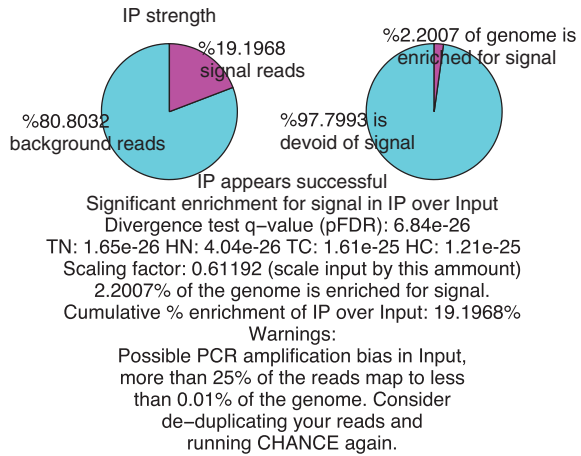 IP strength
%19.1968
signal reads
%80.8032
background reads
%2.2007 of genome is
enriched for signal
%97.7993 is
devoid of signal
IP appears successful
Significant enrichment for signal in IP over Input
Divergence test q−value (pFDR): 6.84e-26
TN: 1.65e-26 HN: 4.04e-26 TC: 1.61e-25 HC: 1.21e-25
Scaling factor: 0.61192 (scale input by this ammount)
2.2007% of the genome is enriched for signal.
Cumulative % enrichment of IP over Input: 19.1968%
Warnings:
Possible PCR amplification bias in Input,
more than 25% of the reads map to less
than 0.01% of the genome. Consider
de−duplicating your reads and
running CHANCE again.